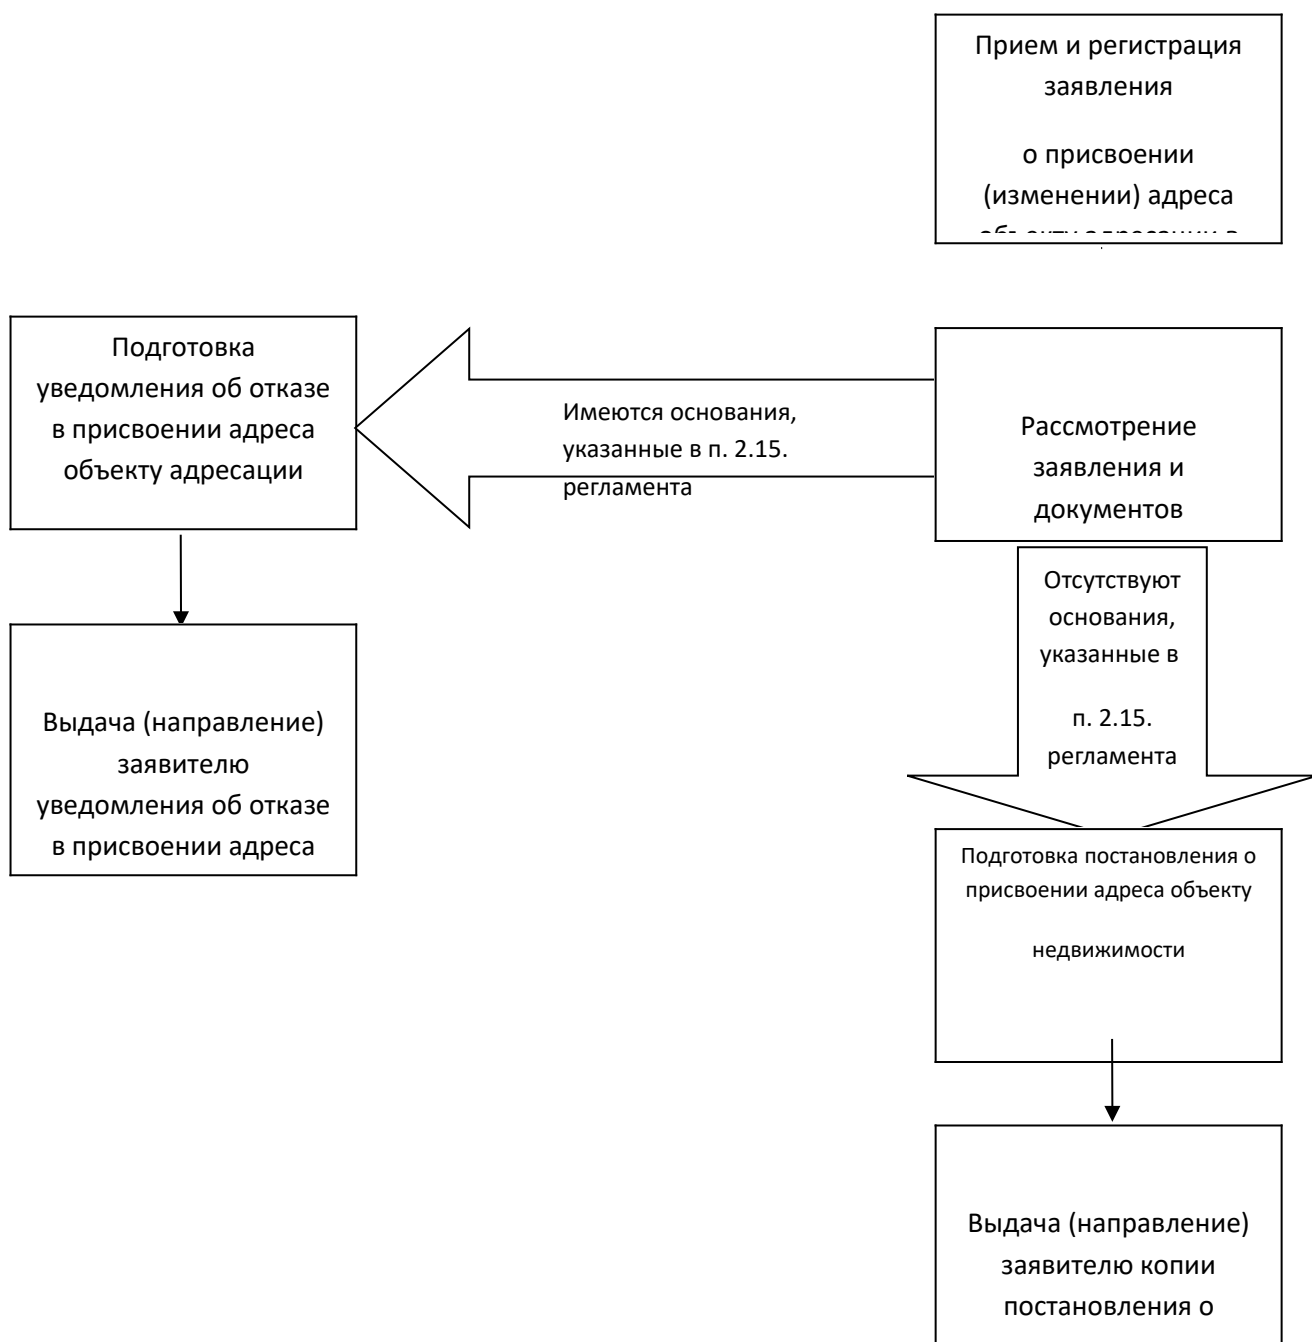 Прием и регистрация
заявления
о присвоении
(изменении) адреса
объекту адресации в
Подготовка
уведомления об отказе
в присвоении адреса
объекту адресации
Имеются основания,
указанные в п. 2.15.
регламента
Рассмотрение
заявления и
документов
Отсутствуют
основания,
указанные в
п. 2.15.
регламента
Выдача (направление)
заявителю
уведомления об отказе
в присвоении адреса
Подготовка постановления о
присвоении адреса объекту
недвижимости
Выдача (направление)
заявителю копии
постановления о